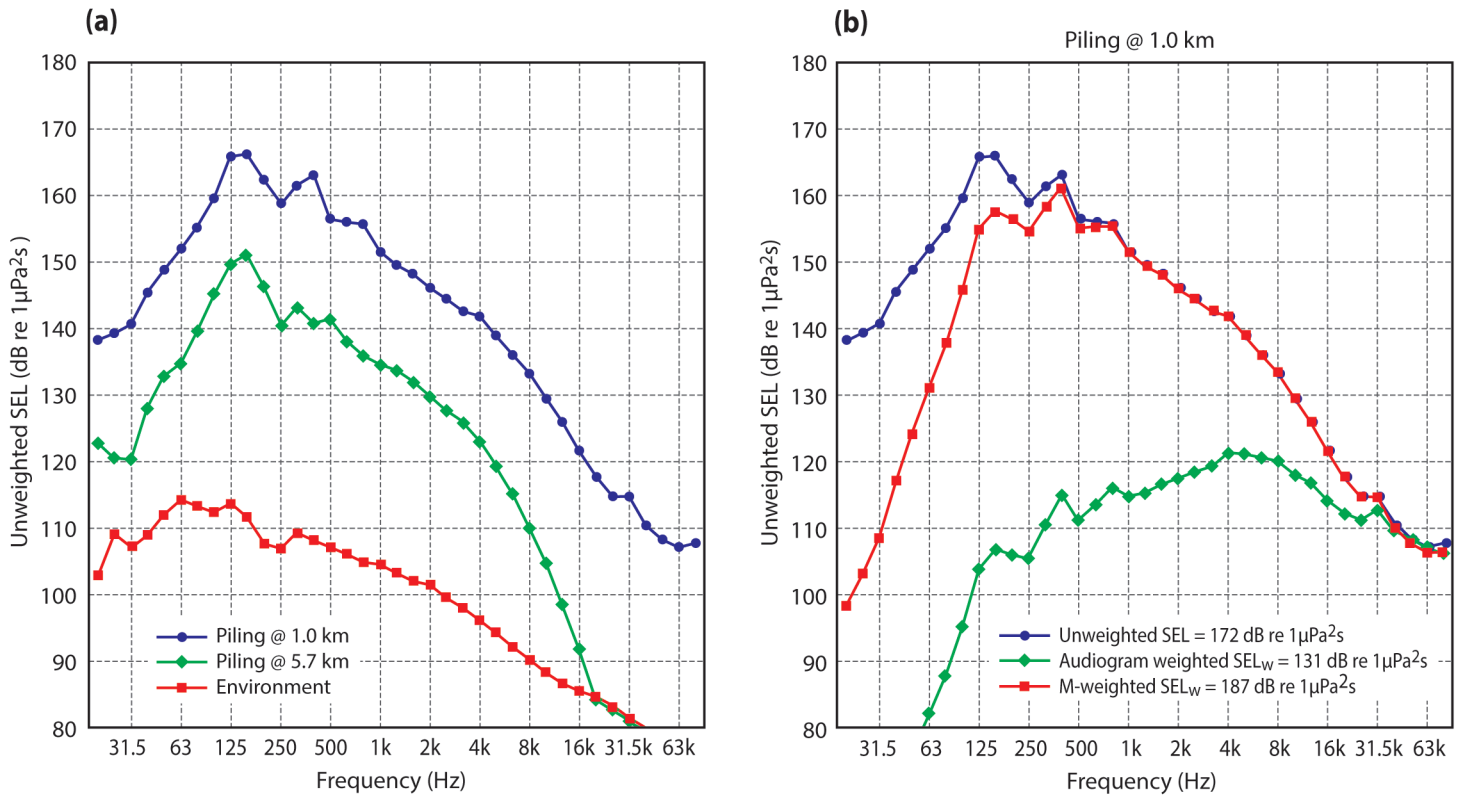 (a)
Unweighted SEL (dB re 1μPa²s )
180
170
160
150
140
130
120
110
100
90
80
Piling @ 1.0 km
Piling @ 5.7 km
Environment
31.5 63 125 250 500 1k 2k 4k 8k 16k 31.5k 63k
Frequency (Hz)
(b)
Piling @ 1.0 km
Unweighted SEL (dB re 1μPa²s)
180
170
160
150
140
130
120
110
100
90
80
Unweighted SEL = 172 dB re 1μPa²s
Audiogram weighted SELw = 131 dB re 1μPa²s
M-weighted SELw = 187 dB re 1μPa²s
31.5 63 125 250 500 1k 2k 4k 8k 16k 31.5k 63k
Frequency (Hz)